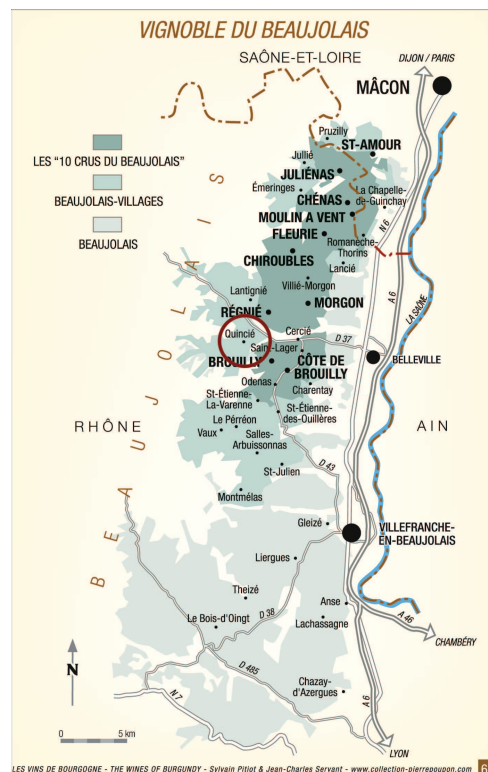 VIGNOBLE DU BEAUJOLAIS
SAÔNE-ET-LOIRE
DIJON / PARIS
MÂCON
Pruzilly
ST-AMOUR
Jullié
LES “10 CRUS DU BEAUJOLAIS”
JULIÉNAS
Émeringes
La Chapelle-
de-Guinchay
CHÉNAS
BEAUJOLAIS-VILLAGES
MOULIN A VENT
N 6
FLEURIE
Romanèche-
Thorins
BEAUJOLAIS
CHIROUBLES
Lancié
A 6
Villié-Morgon
LA SAÔNE
Lantignié
MORGON
RÉGNIÉ
Quincié
Cercié
D 37
Saint-Lager
BROUILLY
CÔTE DE
BROUILLY
BELLEVILLE
Odenas
Charentay
St-Étienne-
La-Varenne
St-Étienne-
des-Ouillères
RHÔNE
AIN
Le Pérréon
Vaux
Salles-
Arbuissonnas
D 43
St-Julien
Montmélas
BEAUJOLAIS
Gleizé
VILLEFRANCHE-
EN-BEAUJOLAIS
Liergues
Theizé
Anse
D 38
A 46
Le Bois-d'Oingt
Lachassagne
CHAMBÉRY
N
D 485
Chazay-
d'Azergues
N 7
A 6
0 5 km
LYON
LES VINS DE BOURGOGNE - THE WINES OF BURGUNDY - Sylvain Pitiot & Jean-Charles Servant - www.collection-pierrepoupon.com
6